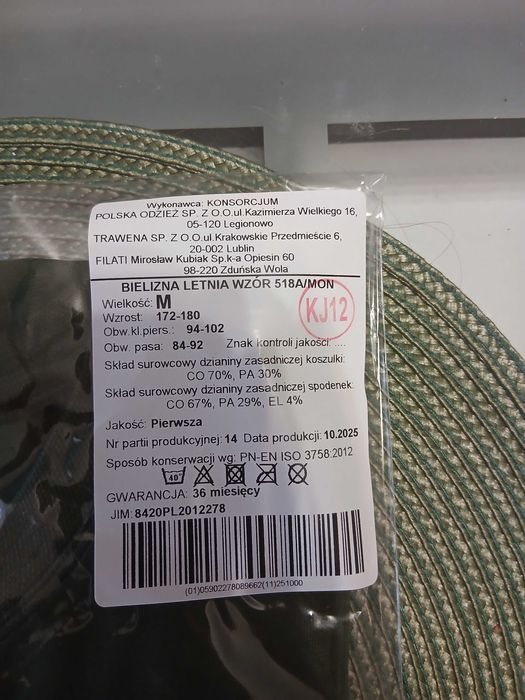 Wykonawca: KONSORCJUM
POLSKA ODZIEŻ SP. Z O.O.ul.Kazimierza Wielkiego 16,
05-120 Legionowo
TRAWENA SP. Z O.O.ul.Krakowskie Przedmieście 6,
20-002 Lublin
FILATI Mirosław Kubiak Sp.k-a Opiesin 60
98-220 Zduńska Wola
BIELIZNA LETNIA WZÓR 518A/MON
Wielkość: M
Wzrost: 172-180
Obw.kl.piers.: 94-102
KJ12
Obw. pasa: 84-92 Znak kontroli jakości: ....
Skład surowcowy dzianiny zasadniczej koszulki:
CO 70%, PA 30%
Skład surowcowy dzianiny zasadniczej spodenek:
CO 67%, PA 29%, EL 4%
Jakość: Pierwsza
Nr partii produkcyjnej: 14 Data produkcji: 10.2025
Sposób konserwacji wg: PN-EN ISO 3758:2012
40°
GWARANCJA: 36 miesięcy
JIM: 8420PL2012278
(01)05902278089662(11)251000